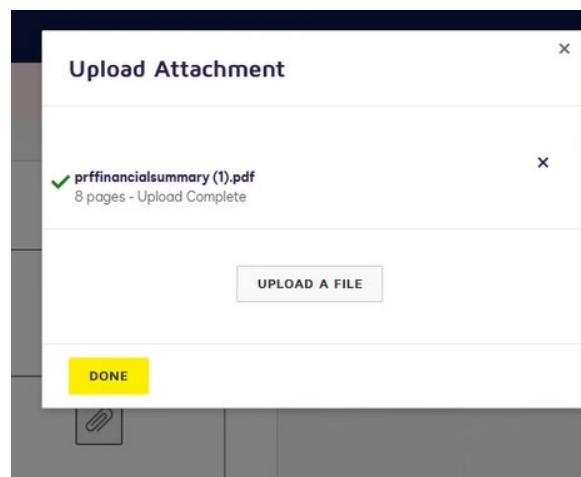 Upload Attachment
prffinancialsummary (1).pdf
8 pages - Upload Complete
UPLOAD A FILE
DONE